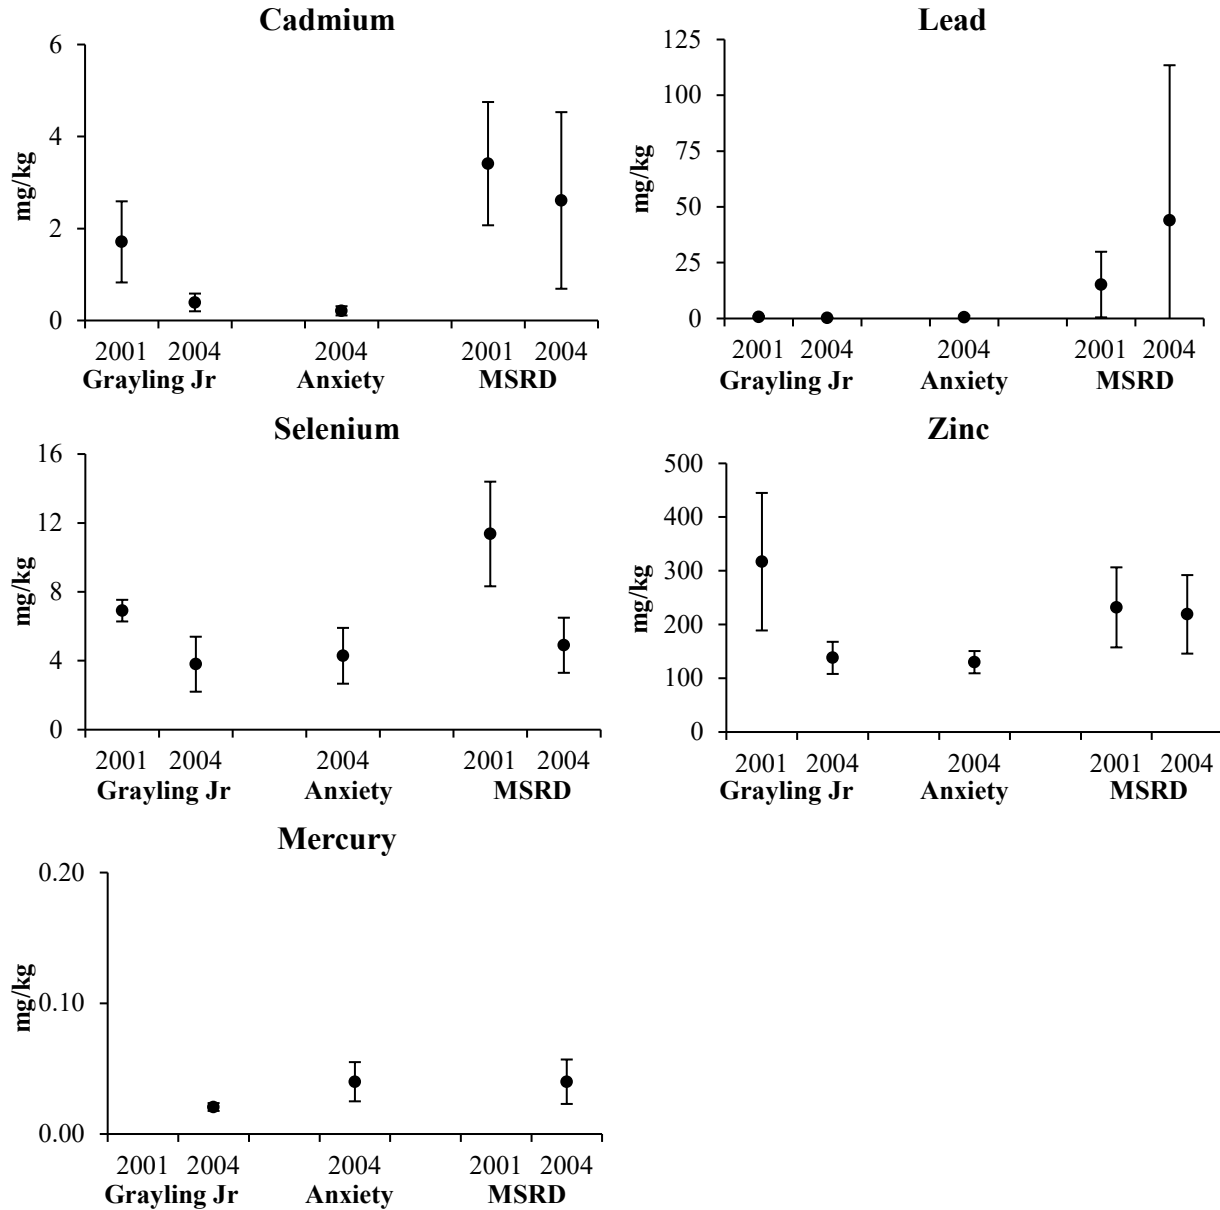 Cadmium
6
4
2
0
mg/kg
2001 2004 2004 2001 2004
Grayling Jr Anxiety MSRD
Lead
125
100
75
50
25
0
mg/kg
2001 2004 2004 2001 2004
Grayling Jr Anxiety MSRD
Selenium
16
12
8
4
0
mg/kg
2001 2004 2004 2001 2004
Grayling Jr Anxiety MSRD
Zinc
500
400
300
200
100
0
mg/kg
2001 2004 2004 2001 2004
Grayling Jr Anxiety MSRD
Mercury
0.20
0.10
0.00
mg/kg
2001 2004 2004 2001 2004
Grayling Jr Anxiety MSRD